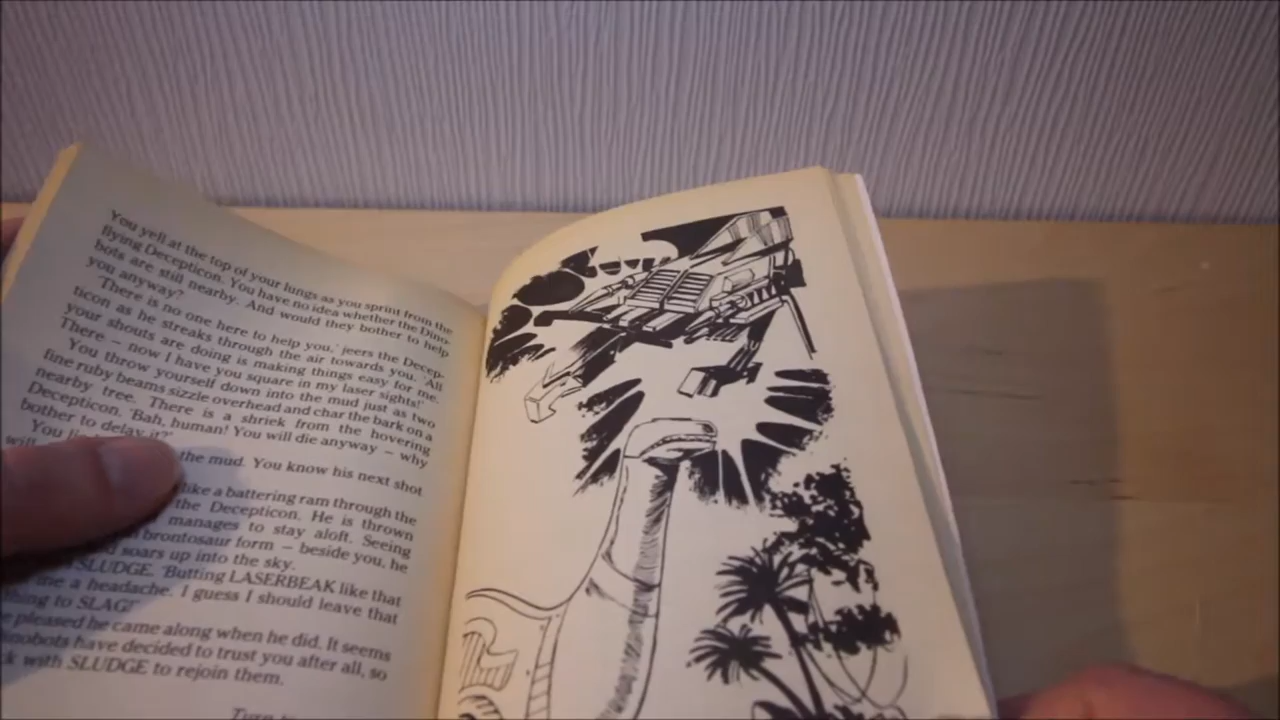 You yell at the top of your lungs as you sprint from the
flying Decepticon. You have no idea whether the Dino-
bots are still nearby. And would they bother to help
you anyway?
'There is no one here to help you,' jeers the Decep-
ticon as he streaks through the air towards you. 'All
your shouts are doing is making things easy for me.
There – now I have you square in my laser sights!'
You throw yourself down into the mud just as two
fine ruby beams sizzle overhead and char the bark on a
nearby tree. There is a shriek from the hovering
Decepticon. 'Bah, human! You will die anyway – why
bother to delay it?'
You the mud. You know his next shot
will
like a battering ram through the
the Decepticon. He is thrown
manages to stay aloft. Seeing
brontosaur form – beside you, he
soars up into the sky.
SLUDGE. 'Butting LASERBEAK like that
me a headache. I guess I should leave that
to SLAG!'
pleased he came along when he did. It seems
have decided to trust you after all, so
with SLUDGE to rejoin them.
Turn